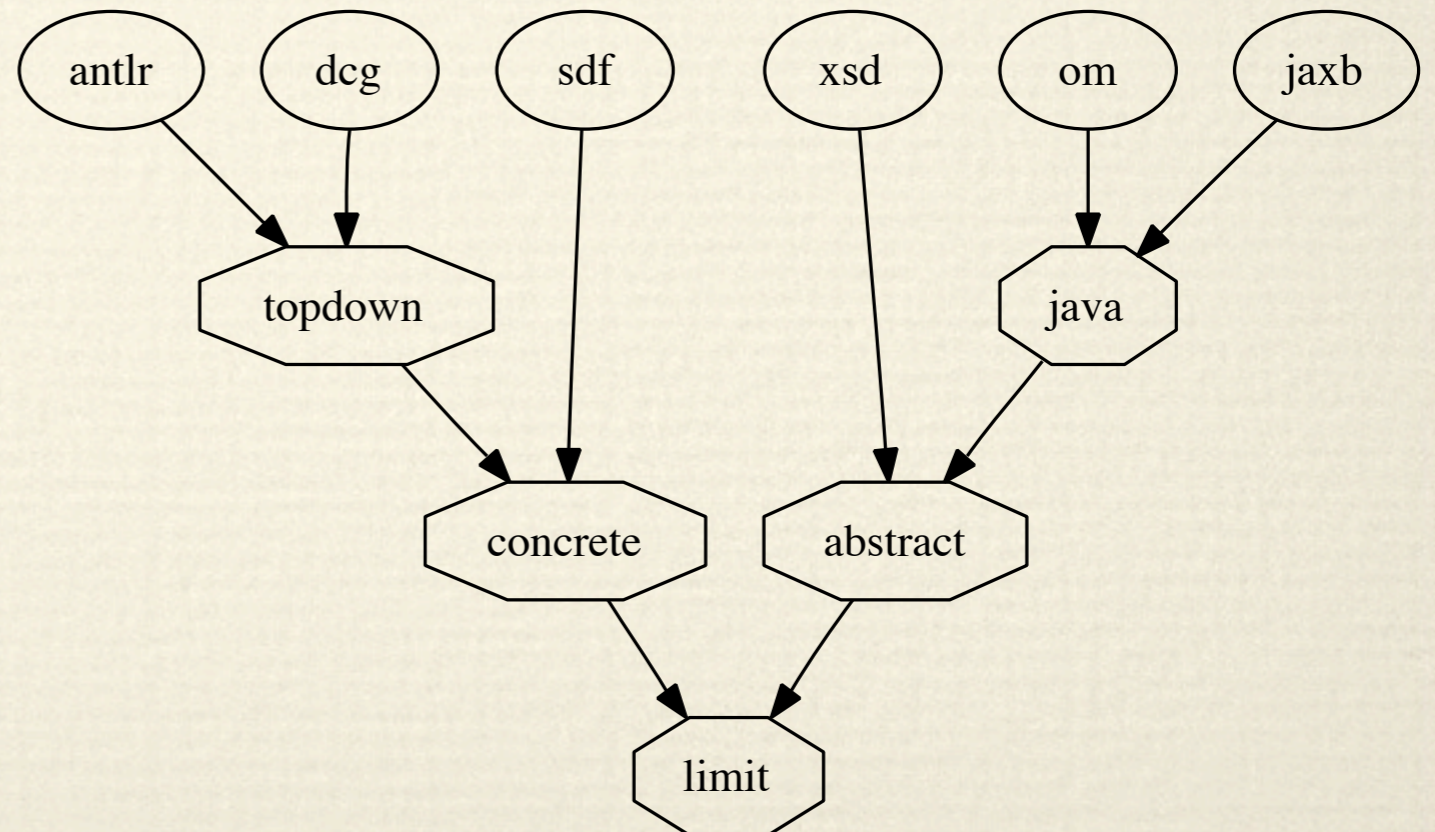 antlr
dcg
sdf
xsd
om
jaxb
topdown
java
concrete
abstract
limit